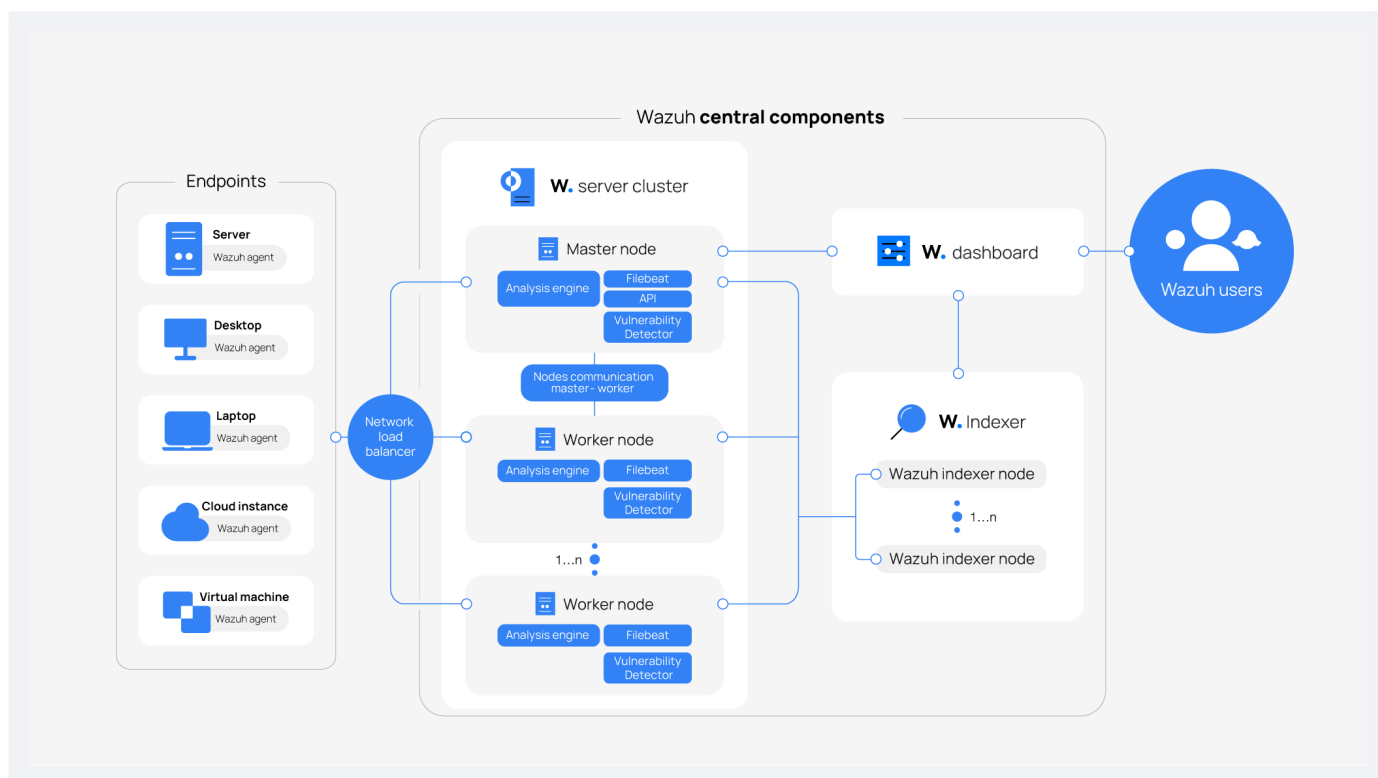 Wazuh central components
Endpoints
Server
Wazuh agent
Desktop
Wazuh agent
Laptop
Wazuh agent
Cloud instance
Wazuh agent
Virtual machine
Wazuh agent
Network
load
balancer
W. server cluster
Master node
Analysis engine
Filebeat
API
Vulnerability
Detector
Nodes communication
master- worker
Worker node
Analysis engine
Filebeat
Vulnerability
Detector
1...n
Worker node
Analysis engine
Filebeat
Vulnerability
Detector
W. dashboard
W. Indexer
Wazuh indexer node
1...n
Wazuh indexer node
Wazuh users